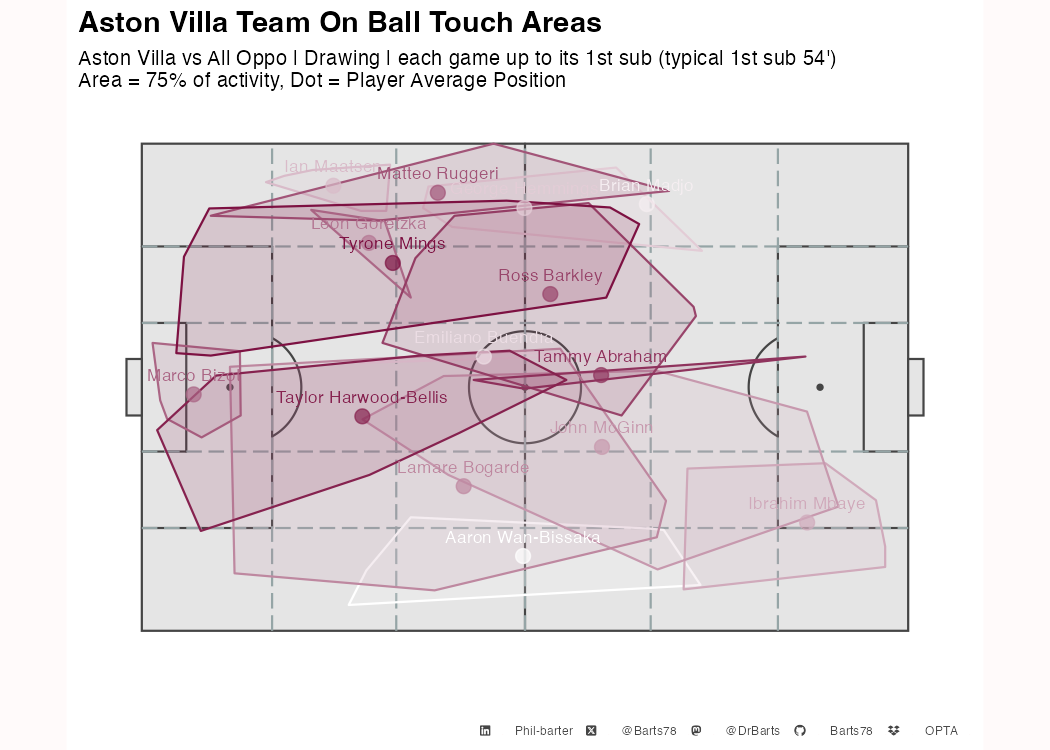 Aston Villa Team On Ball Touch Areas
Aston Villa vs All Oppo | Drawing | each game up to its 1st sub (typical 1st sub 54')
Area = 75% of activity, Dot = Player Average Position
Ian Maatsen
Matteo Ruggeri
Brian Madjo
Leon Goretzka
Tyrone Mings
Ross Barkley
Emiliano Buendia
Tammy Abraham
Marco Bizot
Taylor Harwood-Bellis
John McGinn
Lamare Bogarde
Ibrahim Mbaye
Aaron Wan-Bissaka
Phil-barter
@Barts78
@DrBarts
Barts78
OPTA